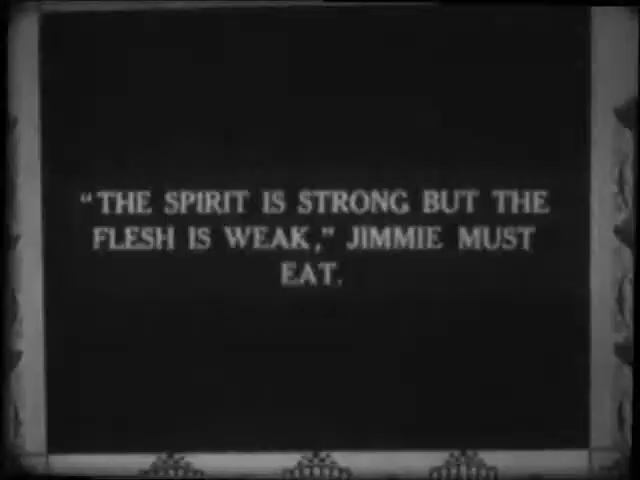 “THE SPIRIT IS STRONG BUT THE
FLESH IS WEAK,” JIMMIE MUST
EAT.